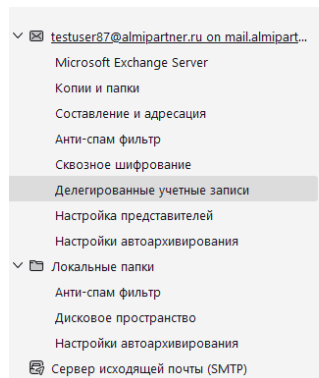 testuser87@almipartner.ru on mail.almipart...
Microsoft Exchange Server
Копии и папки
Составление и адресация
Анти-спам фильтр
Сквозное шифрование
Делегированные учетные записи
Настройка представителей
Настройки автоархивирования
Локальные папки
Анти-спам фильтр
Дисковое пространство
Настройки автоархивирования
Сервер исходящей почты (SMTP)